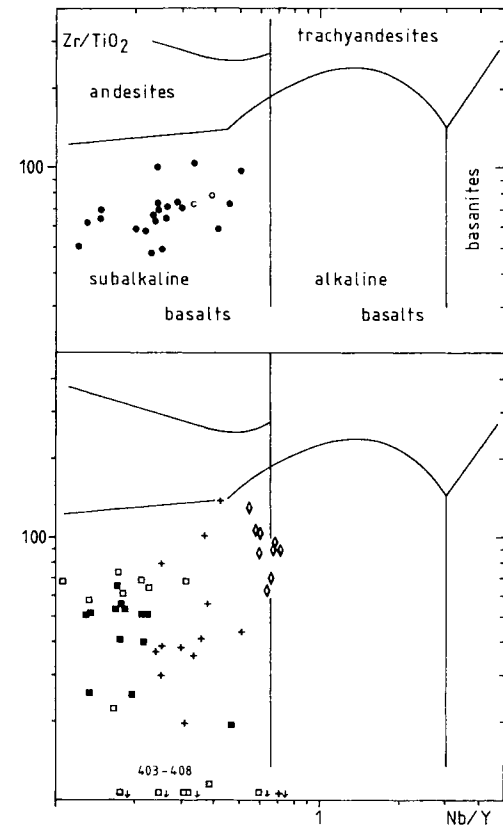 Zr/TiO2
trachyandesites
andesites
100
basanites
subalkaline
alkaline
basalts
basalts
100
403-408
1
Nb/Y